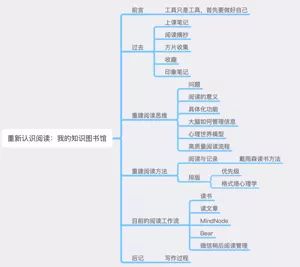 重新认识阅读：我的知识图书馆
前言
工具只是工具，首先要做好自己
过去
上课笔记
阅读摘抄
方片收集
收趣
印象笔记
重建阅读思维
问题
阅读的意义
具体化功能
大脑如何管理信息
心理世界模型
高质量阅读流程
重建阅读方法
阅读与记录
戴雨森读书方法
排版
优先级
格式塔心理学
目前的阅读工作流
读书
读文章
MindNode
Bear
微信稍后阅读管理
后记
写作过程